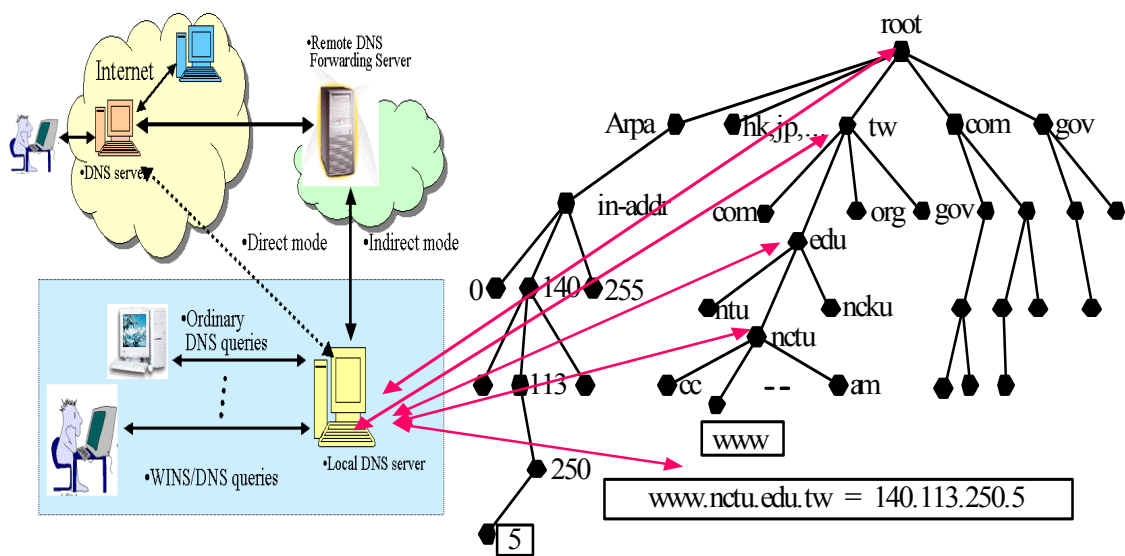 •Remote DNS
Forwarding Server
Internet
•DNS server
•Direct mode
•Indirect mode
•Ordinary
DNS queries
•WINS/DNS queries
•Local DNS server
root
Arpa
hk,jp,...
tw
com
gov
in-addr
com
org
gov
edu
0
140
255
ntu
ncku
nctu
113
cc
--
am
www
250
www.nctu.edu.tw = 140.113.250.5
5